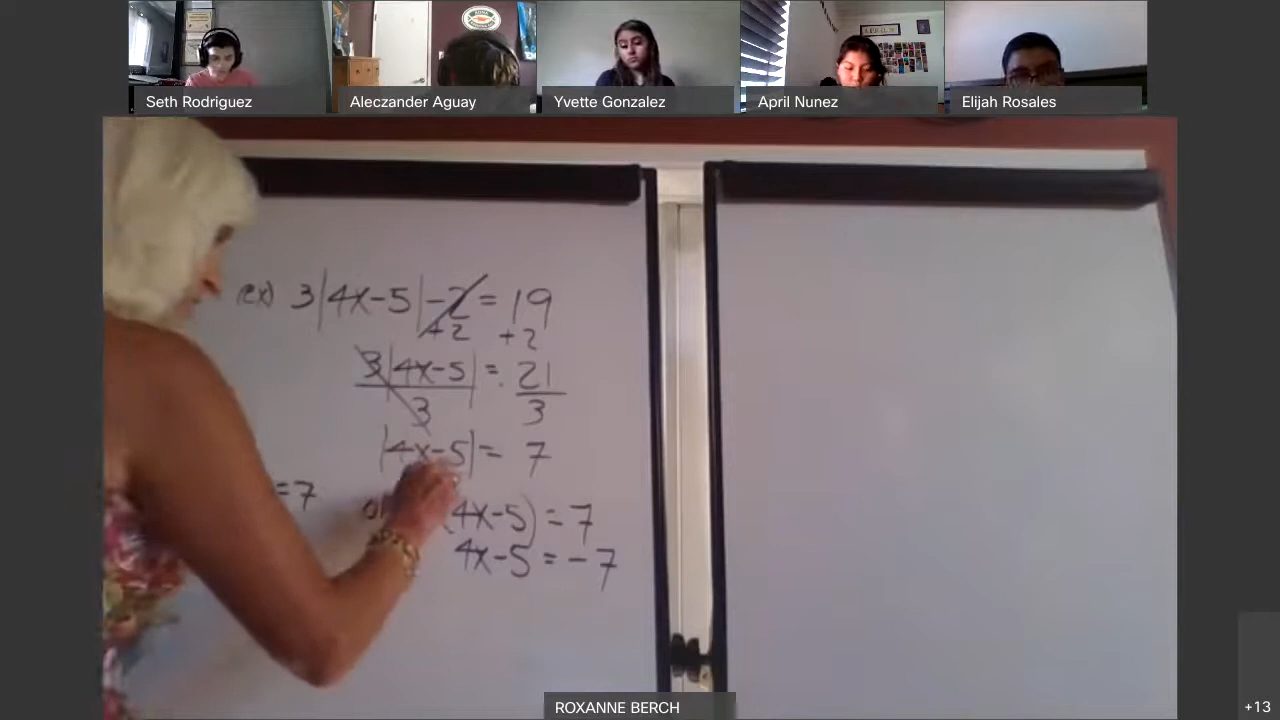 Seth Rodriguez
Aleczander Aguay
Yvette Gonzalez
April Nunez
Elijah Rosales
ex) 3|4x-5|-2=19
+2 +2
3|4x-5| = 21
3 3
|4x-5| = 7
=7 or (4x-5) = 7
4x-5 = -7
ROXANNE BERCH
+13